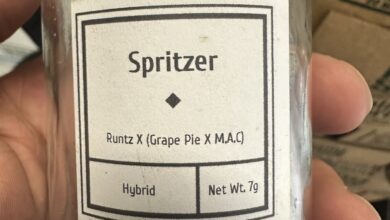 Spritzer
Runtz X (Grape Pie X M.A.C)
Hybrid
Net Wt. 7g